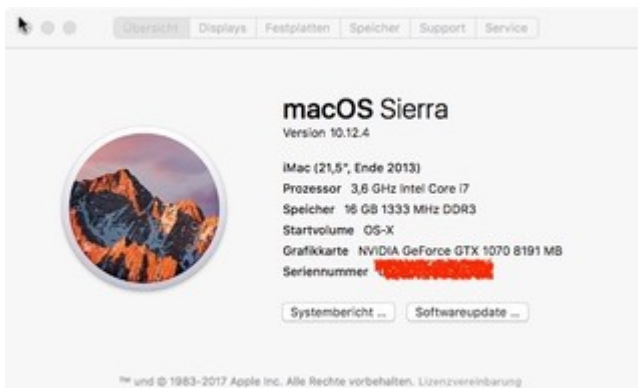 Übersicht Displays Festplatten Speicher Support Service
macOS Sierra
Version 10.12.4
iMac (21,5", Ende 2013)
Prozessor 3,6 GHz Intel Core i7
Speicher 16 GB 1333 MHz DDR3
Startvolume OS-X
Grafikkarte NVIDIA GeForce GTX 1070 8191 MB
Seriennummer
Systembericht ... Softwareupdate ...
™ und © 1983-2017 Apple Inc. Alle Rechte vorbehalten. Lizenzvereinbarung